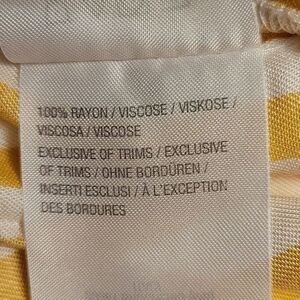 100% RAYON / VISCOSE / VISKOSE /
VISCOSA / VISCOSE
EXCLUSIVE OF TRIMS / EXCLUSIVE
OF TRIMS / OHNE BORDÜREN /
INSERTI ESCLUSI / À L'EXCEPTION
DES BORDURES